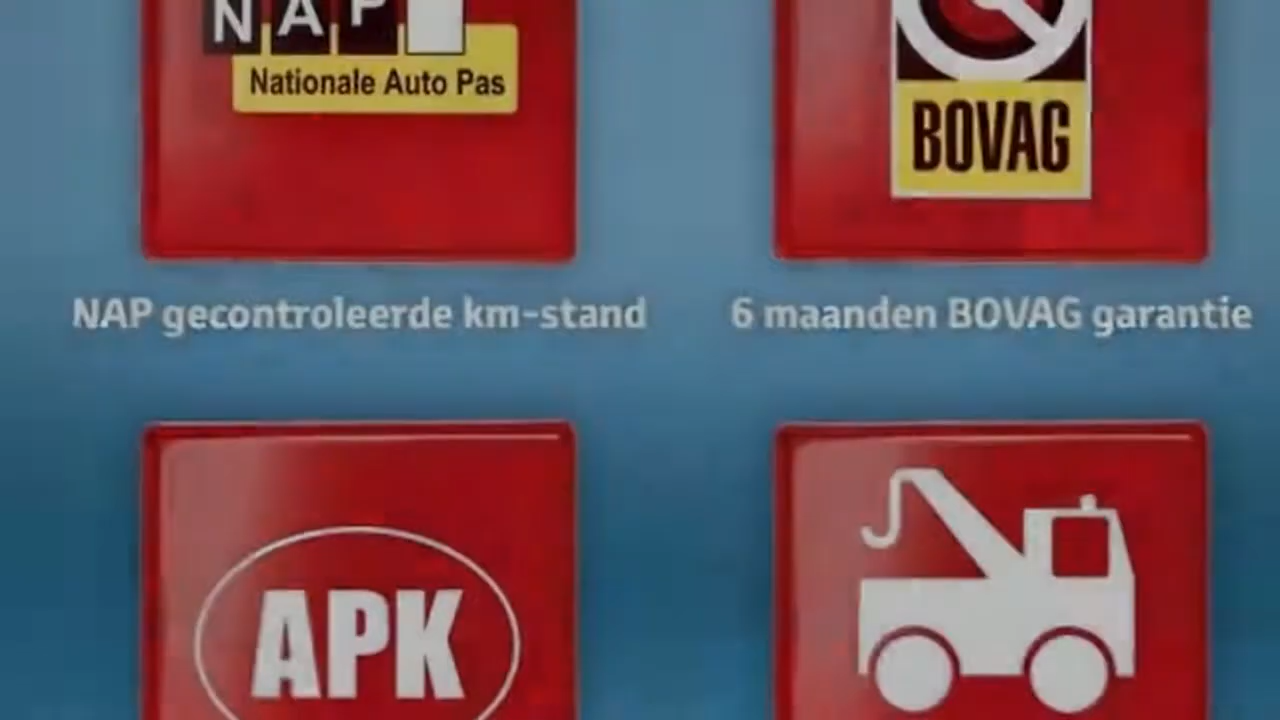 NAP
Nationale Auto Pas
BOVAG
NAP gecontroleerde km-stand
6 maanden BOVAG garantie
APK